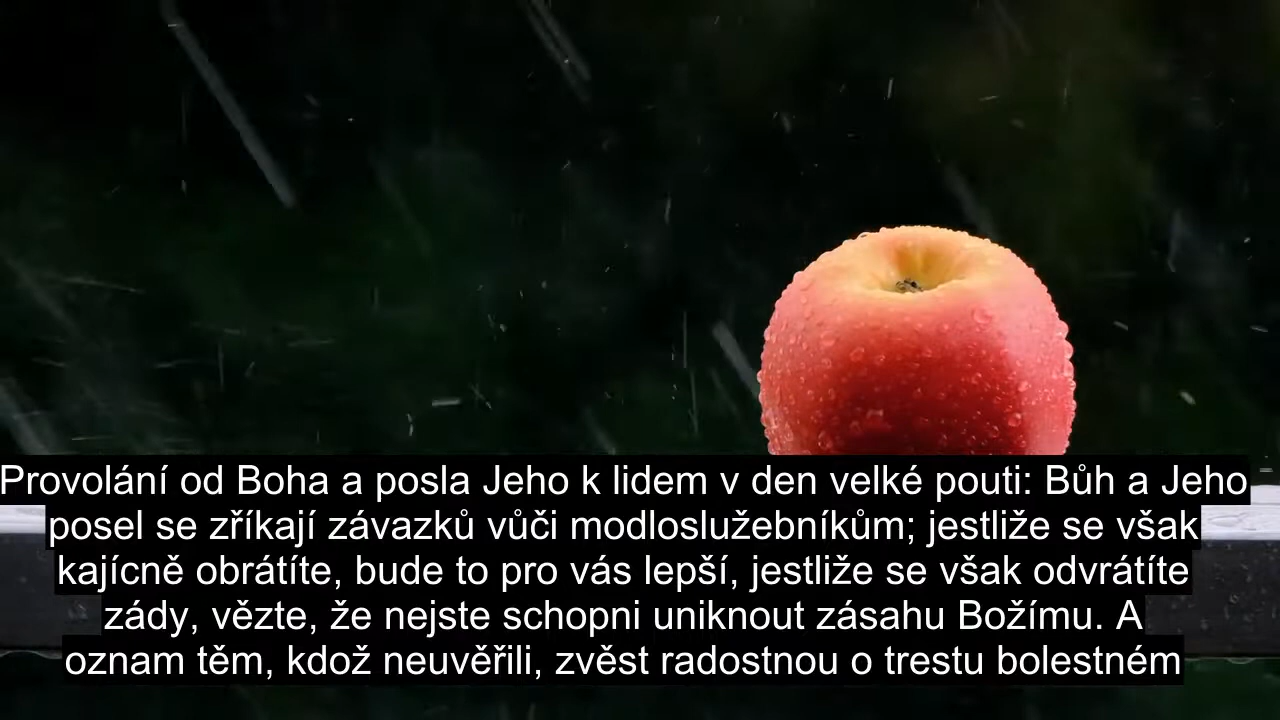 Provolání od Boha a posla Jeho k lidem v den velké pouti: Bůh a Jeho
posel se zříkají závazků vůči modloslužebníkům; jestliže se však
kajícně obrátíte, bude to pro vás lepší, jestliže se však odvrátíte
zády, vězte, že nejste schopni uniknout zásahu Božímu. A
oznam těm, kdož neuvěřili, zvěst radostnou o trestu bolestném